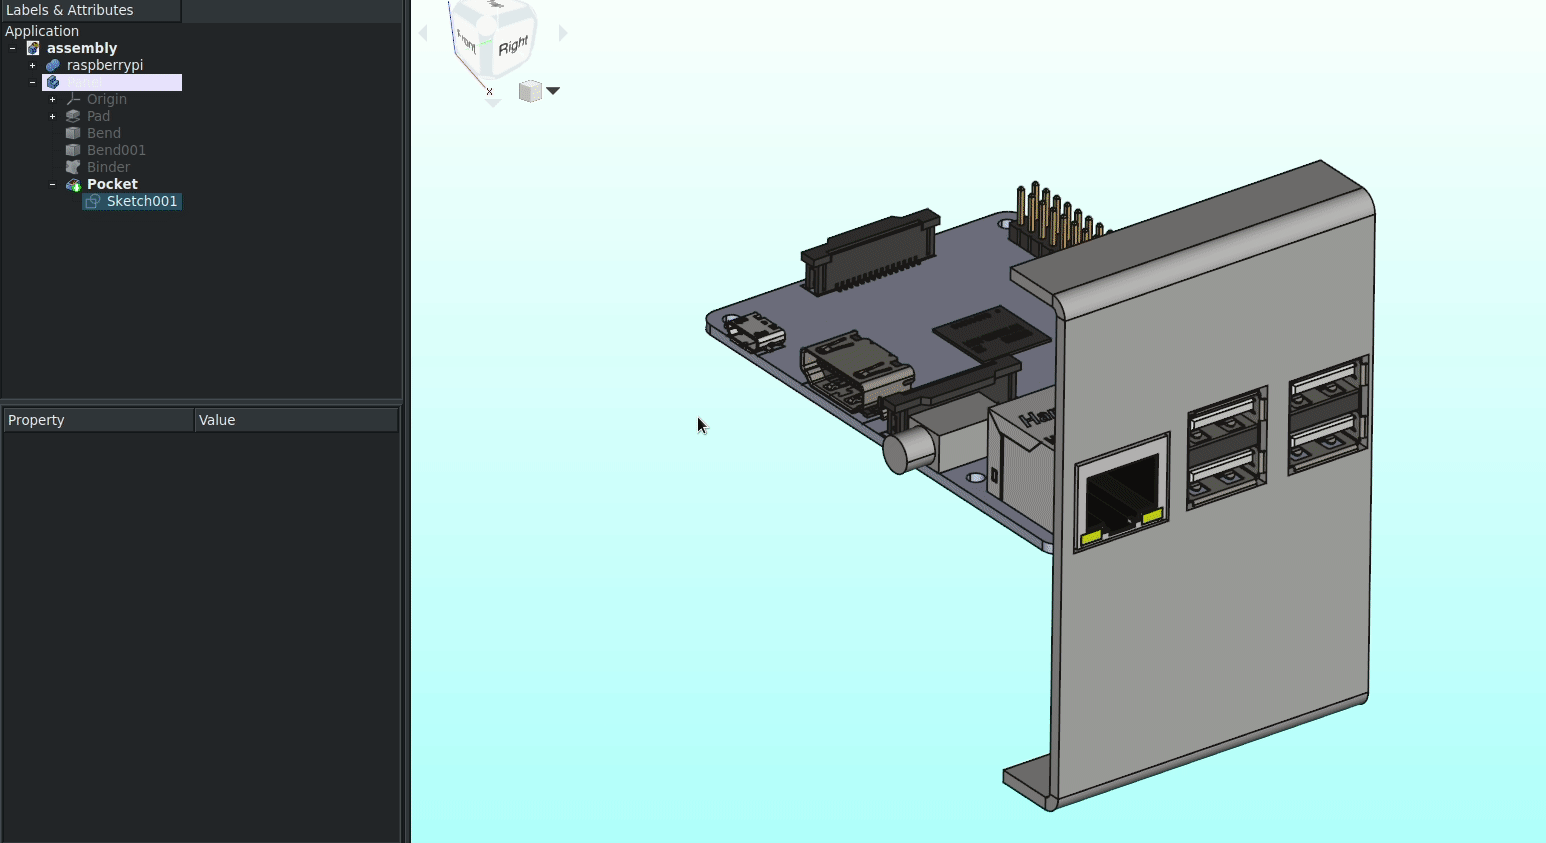 Labels & Attributes
Application
assembly
raspberrypi
Origin
Pad
Bend
Bend001
Binder
Pocket
Sketch001
Property Value
Front
Right
x